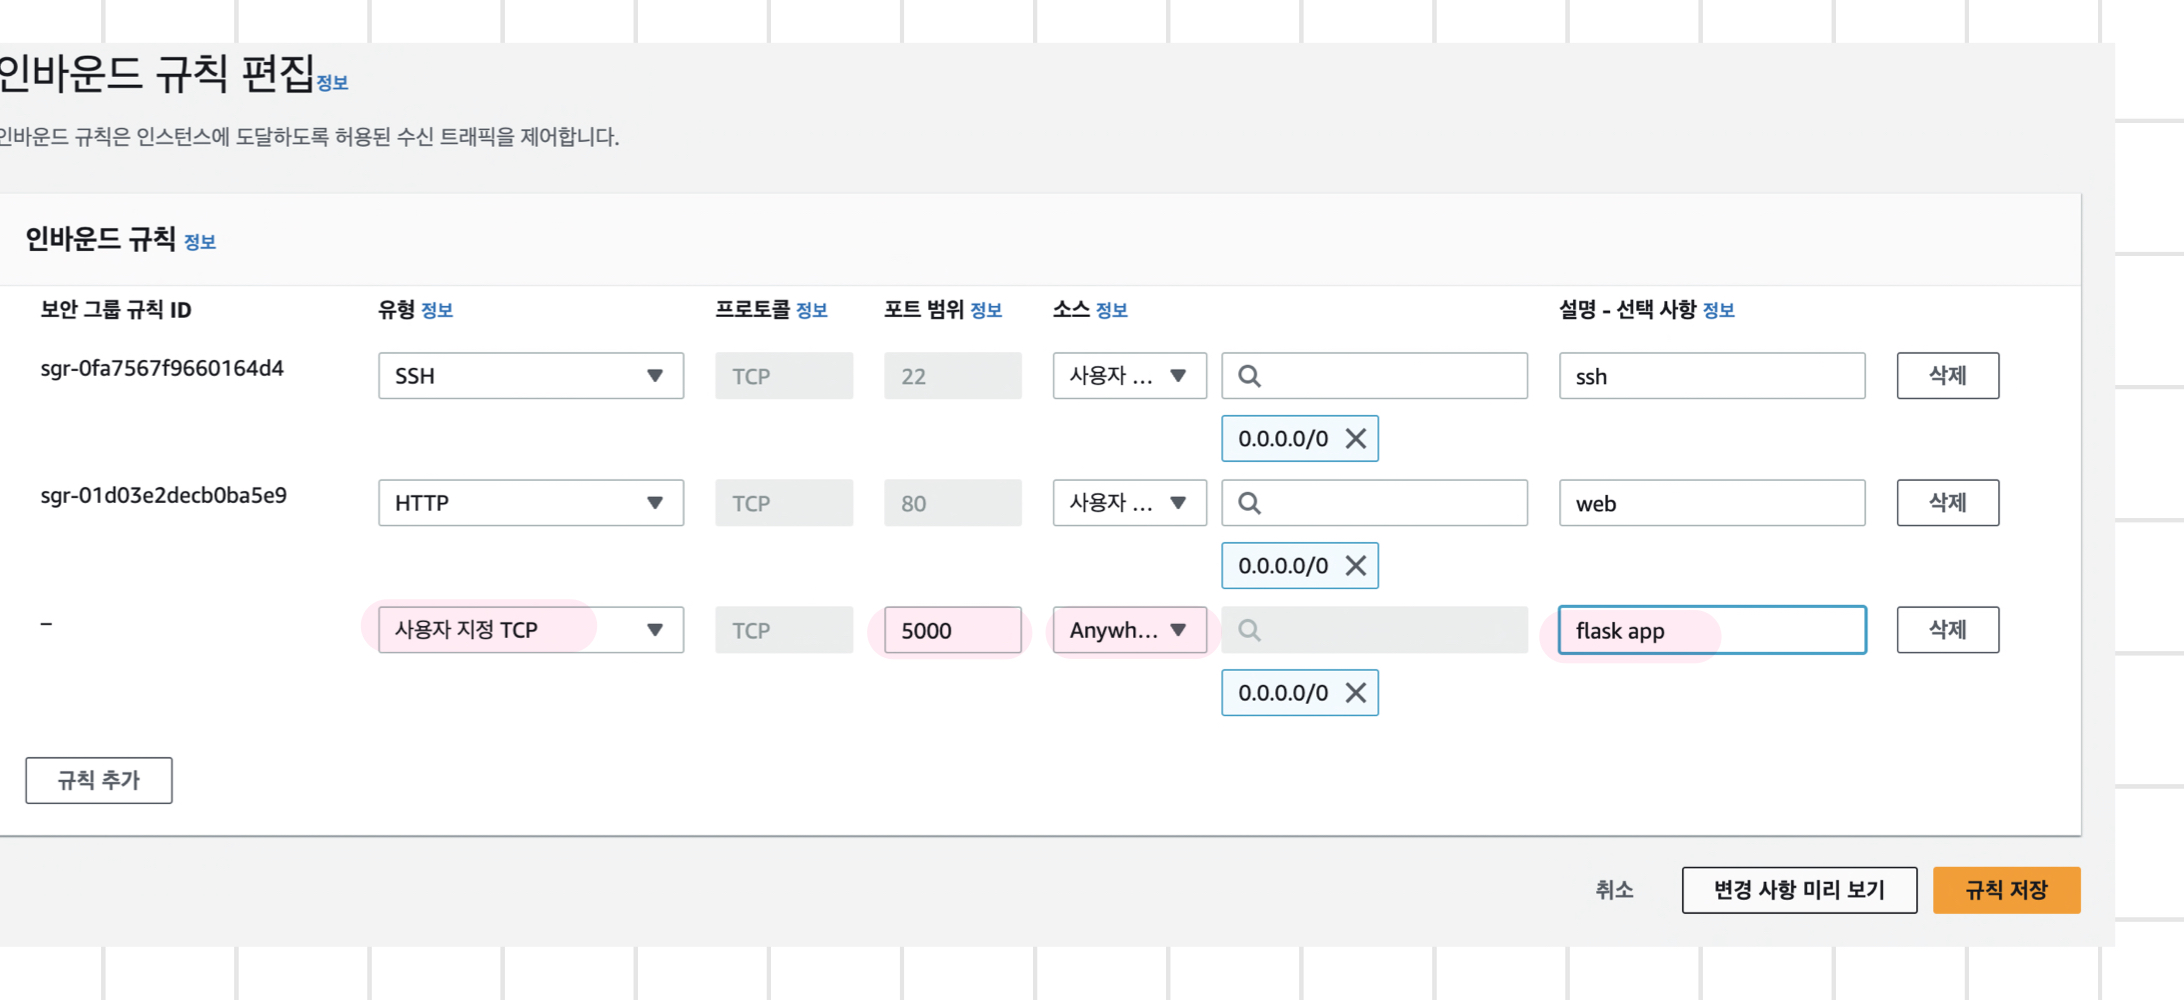 인바운드 규칙 편집 정보
인바운드 규칙은 인스턴스에 도달하도록 허용된 수신 트래픽을 제어합니다.
인바운드 규칙 정보
보안 그룹 규칙 ID 유형 정보 프로토콜 정보 포트 범위 정보 소스 정보 설명 - 선택 사항 정보
sgr-0fa7567f9660164d4 SSH TCP 22 사용자 ... ssh 삭제
0.0.0.0/0
sgr-01d03e2decb0ba5e9 HTTP TCP 80 사용자 ... web 삭제
0.0.0.0/0
– 사용자 지정 TCP TCP 5000 Anywh... flask app 삭제
0.0.0.0/0
규칙 추가
취소 변경 사항 미리 보기 규칙 저장